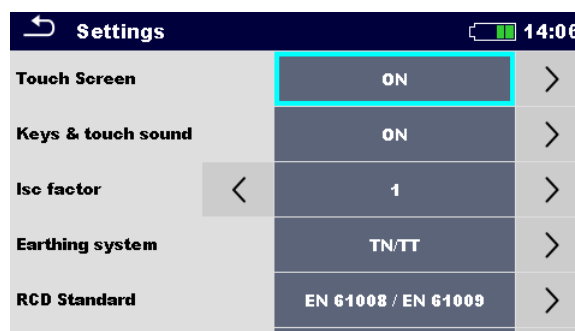 Settings 14:06
Touch Screen ON
Keys & touch sound ON
Isc factor 1
Earthing system TN/TT
RCD Standard EN 61008 / EN 61009